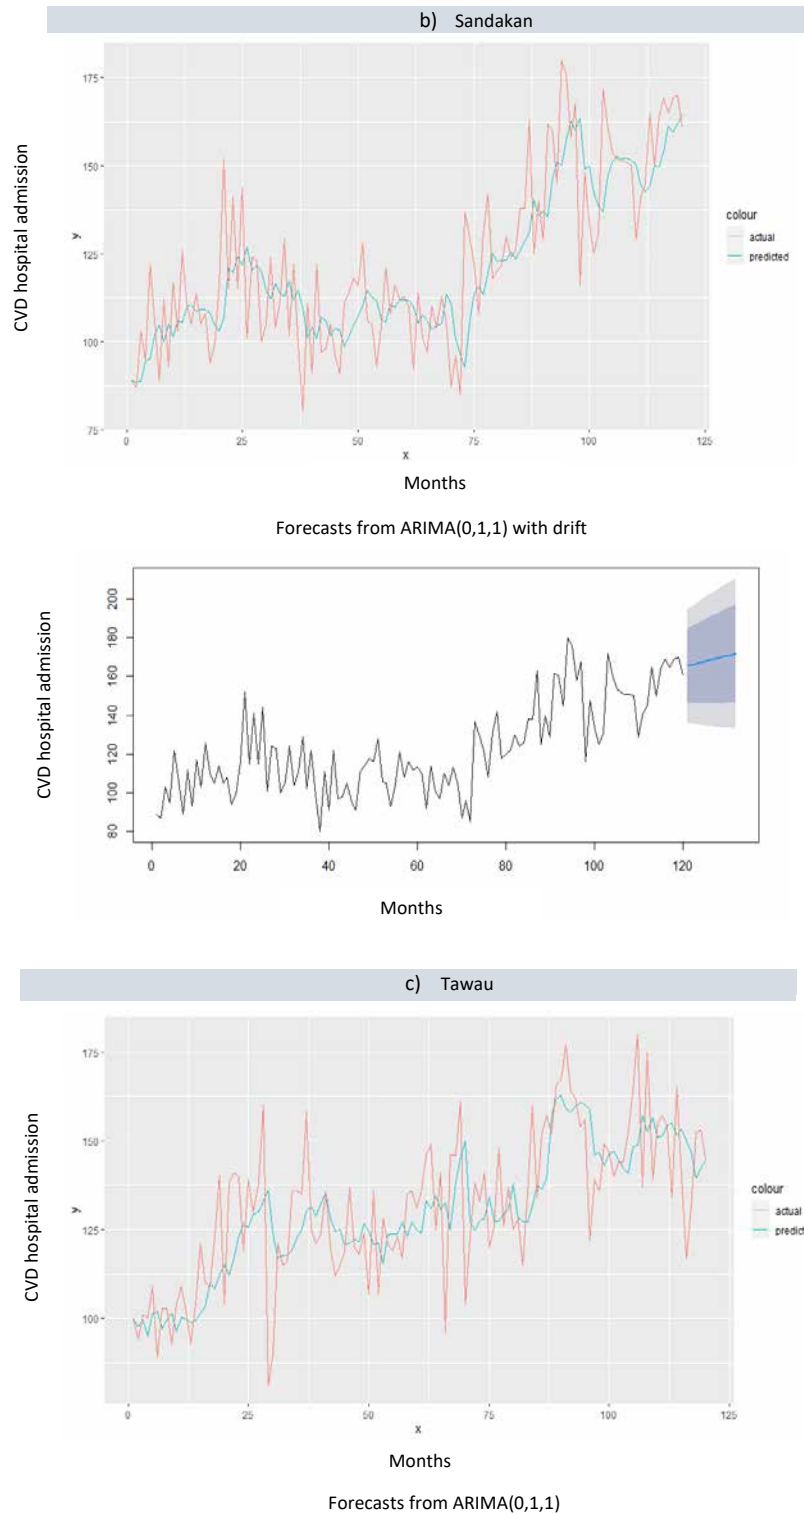 b) Sandakan
CVD hospital admission
y
175
150
125
100
75
0 25 50 75 100 125
x
colour
actual
predicted
Months
Forecasts from ARIMA(0,1,1) with drift
CVD hospital admission
200
180
160
140
120
100
80
0 20 40 60 80 100 120
Months
c) Tawau
CVD hospital admission
y
175
150
125
100
0 25 50 75 100 125
x
colour
actual
predict
Months
Forecasts from ARIMA(0,1,1)